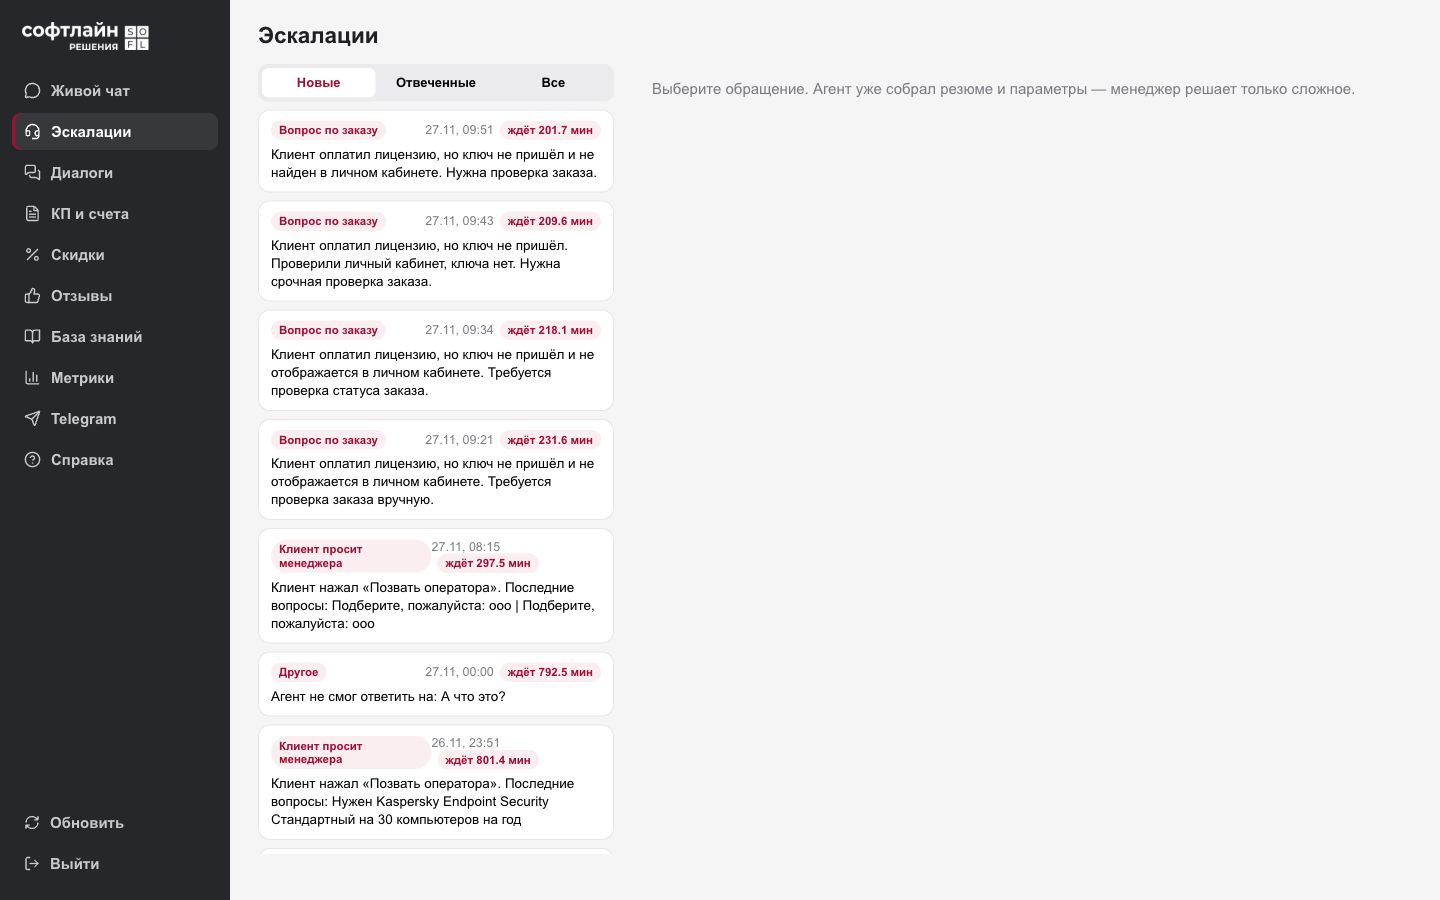 софтлайн
РЕШЕНИЯ
SO
FL
Живой чат
Эскалации
Диалоги
КП и счета
Скидки
Отзывы
База знаний
Метрики
Telegram
Справка
Обновить
Выйти
Эскалации
Новые Отвеченные Все
Вопрос по заказу 27.11, 09:51 ждёт 201.7 мин
Клиент оплатил лицензию, но ключ не пришёл и не
найден в личном кабинете. Нужна проверка заказа.
Вопрос по заказу 27.11, 09:43 ждёт 209.6 мин
Клиент оплатил лицензию, но ключ не пришёл.
Проверили личный кабинет, ключа нет. Нужна
срочная проверка заказа.
Вопрос по заказу 27.11, 09:34 ждёт 218.1 мин
Клиент оплатил лицензию, но ключ не пришёл и не
отображается в личном кабинете. Требуется
проверка статуса заказа.
Вопрос по заказу 27.11, 09:21 ждёт 231.6 мин
Клиент оплатил лицензию, но ключ не пришёл и не
отображается в личном кабинете. Требуется
проверка заказа вручную.
Клиент просит
менеджера
27.11, 08:15
ждёт 297.5 мин
Клиент нажал «Позвать оператора». Последние
вопросы: Подберите, пожалуйста: ооо | Подберите,
пожалуйста: ооо
Другое 27.11, 00:00 ждёт 792.5 мин
Агент не смог ответить на: А что это?
Клиент просит
менеджера
26.11, 23:51
ждёт 801.4 мин
Клиент нажал «Позвать оператора». Последние
вопросы: Нужен Kaspersky Endpoint Security
Стандартный на 30 компьютеров на год
Выберите обращение. Агент уже собрал резюме и параметры — менеджер решает только сложное.